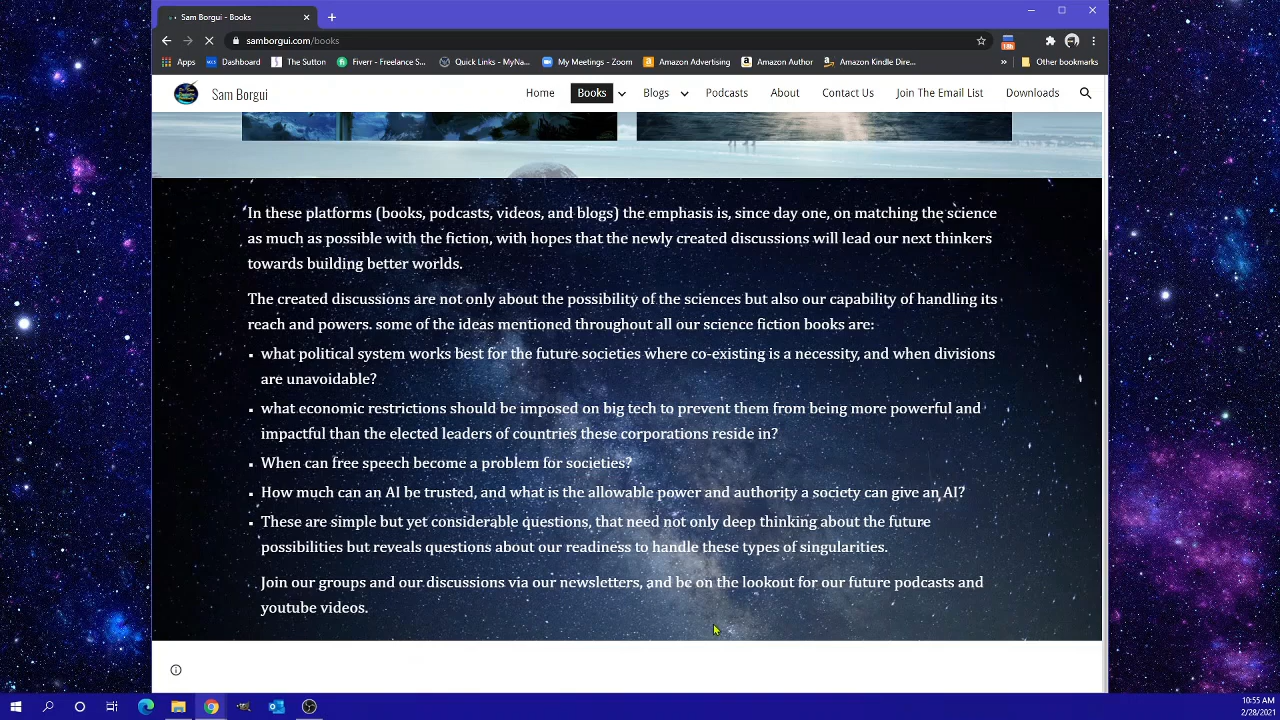 Sam Borgui - Books
samborgui.com/books
18h
Apps
Dashboard
The Sutton
Fiverr - Freelance S...
Quick Links - MyNa...
My Meetings - Zoom
Amazon Advertising
Amazon Author
Amazon Kindle Dire...
»
Other bookmarks
Sam Borgui
Home
Books
Blogs
Podcasts
About
Contact Us
Join The Email List
Downloads
In these platforms (books, podcasts, videos, and blogs) the emphasis is, since day one, on matching the science
as much as possible with the fiction, with hopes that the newly created discussions will lead our next thinkers
towards building better worlds.
The created discussions are not only about the possibility of the sciences but also our capability of handling its
reach and powers. some of the ideas mentioned throughout all our science fiction books are:
what political system works best for the future societies where co-existing is a necessity, and when divisions
are unavoidable?
what economic restrictions should be imposed on big tech to prevent them from being more powerful and
impactful than the elected leaders of countries these corporations reside in?
When can free speech become a problem for societies?
How much can an AI be trusted, and what is the allowable power and authority a society can give an AI?
These are simple but yet considerable questions, that need not only deep thinking about the future
possibilities but reveals questions about our readiness to handle these types of singularities.
Join our groups and our discussions via our newsletters, and be on the lookout for our future podcasts and
youtube videos.
10:55 AM
2/28/2021